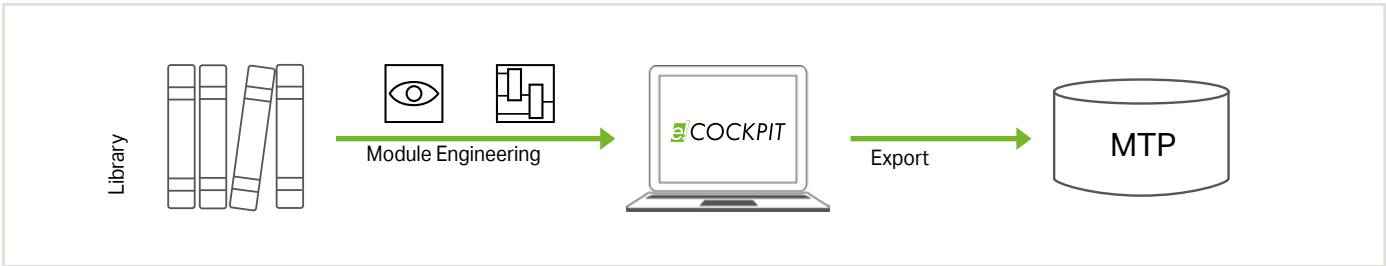 Library
Module Engineering
e!COCKPIT
Export
MTP